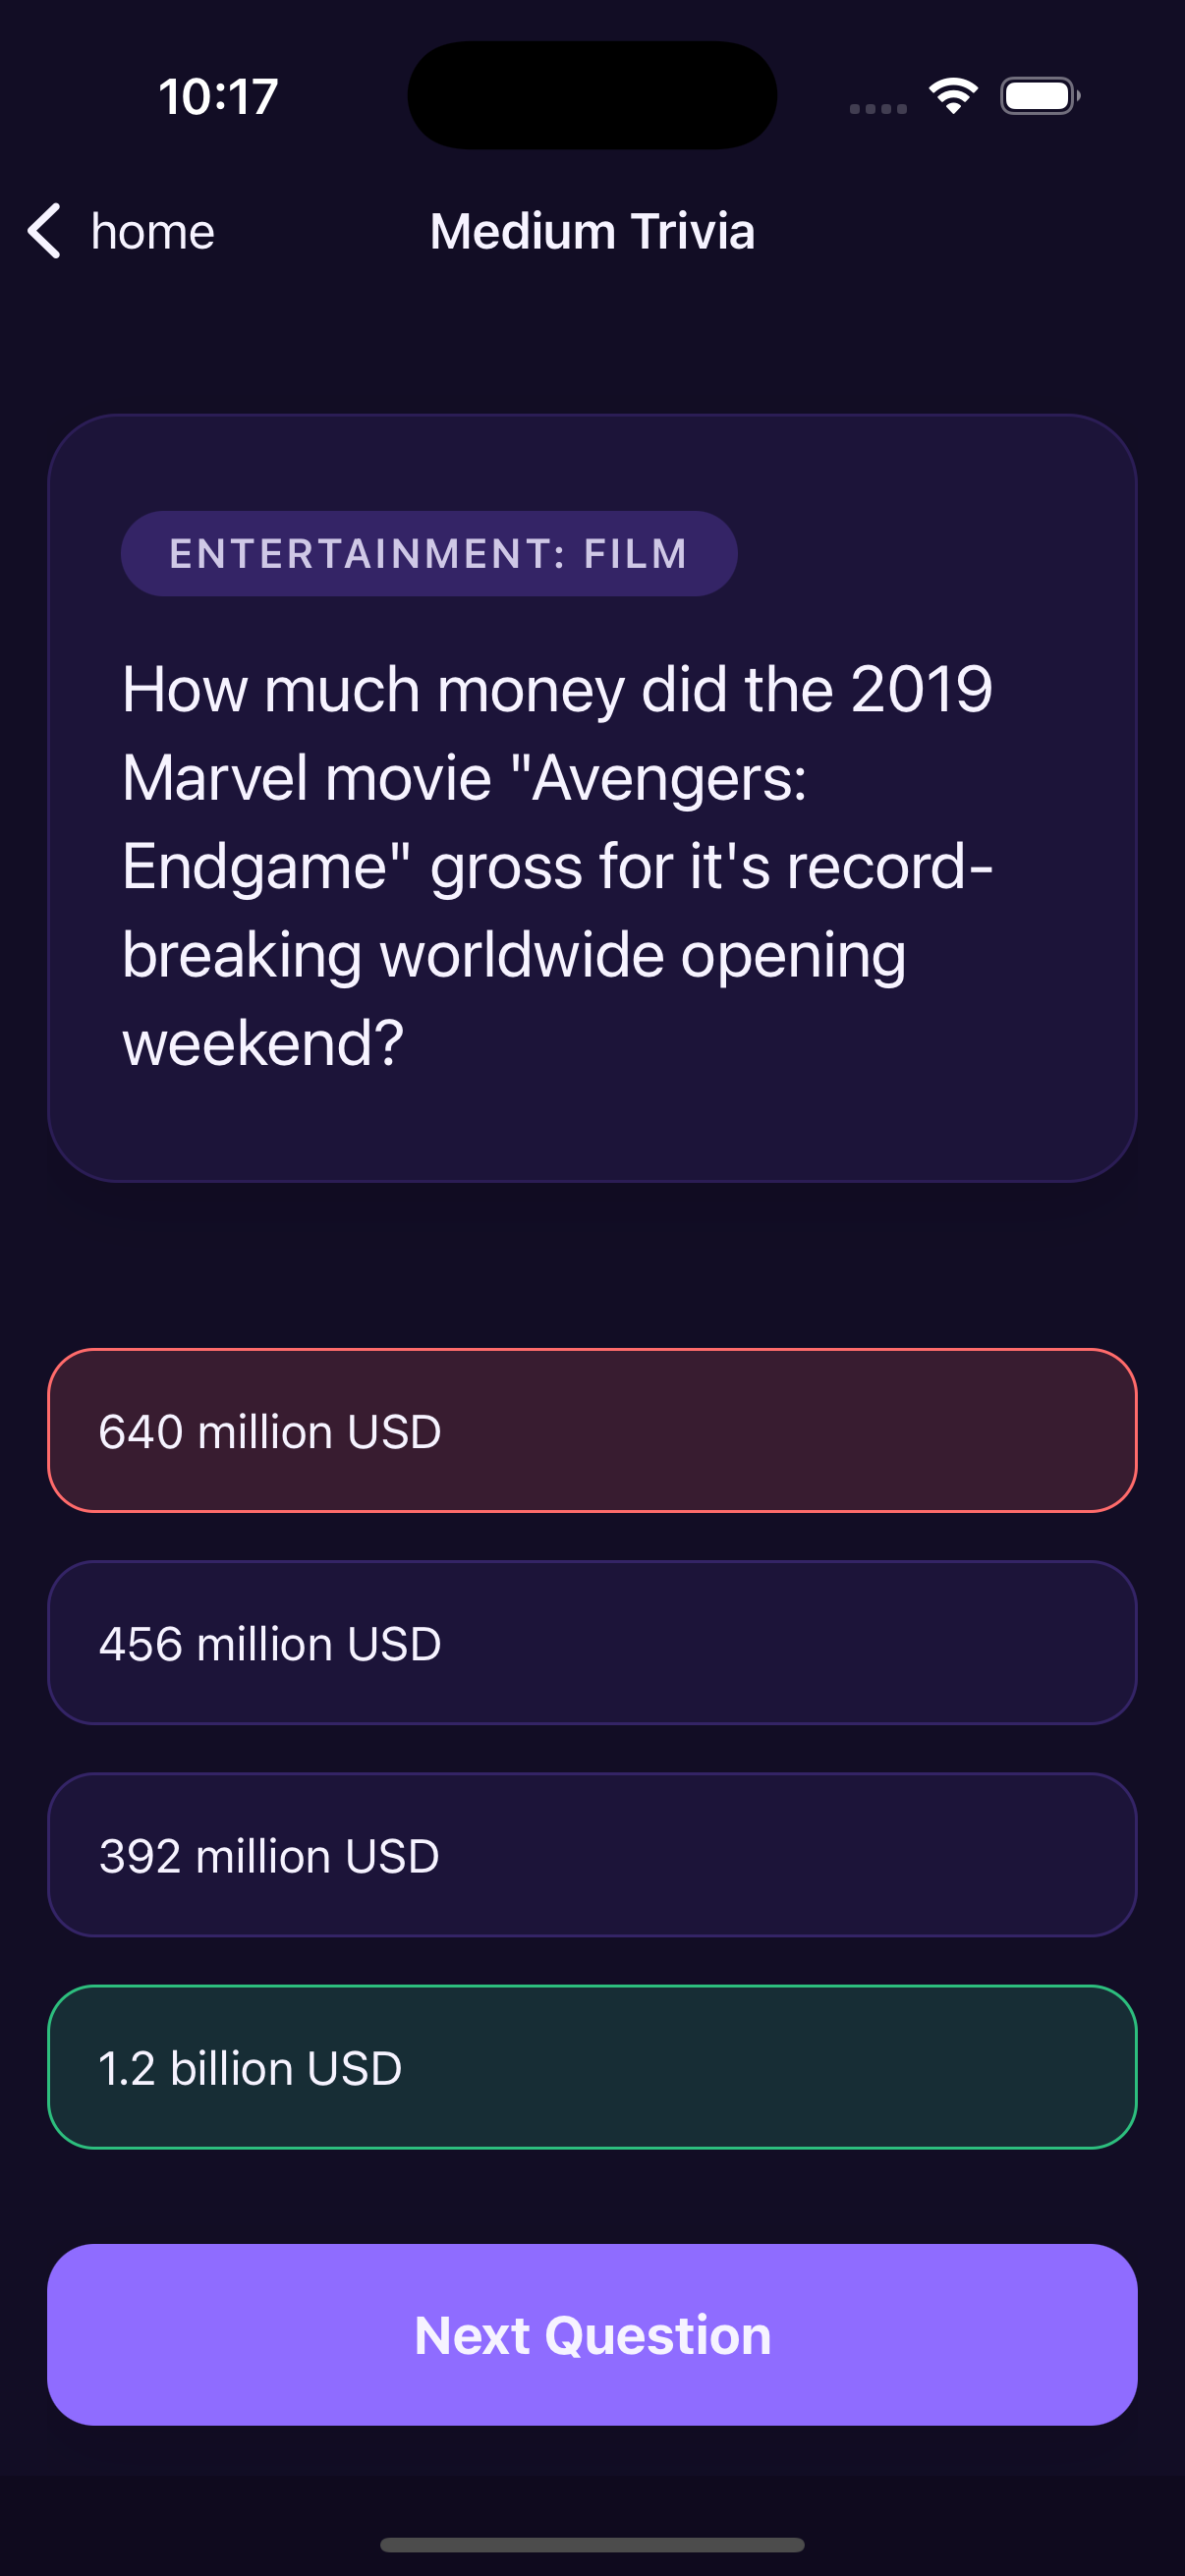 10:17
home
Medium Trivia
ENTERTAINMENT: FILM
How much money did the 2019
Marvel movie "Avengers:
Endgame" gross for it's record-
breaking worldwide opening
weekend?
640 million USD
456 million USD
392 million USD
1.2 billion USD
Next Question